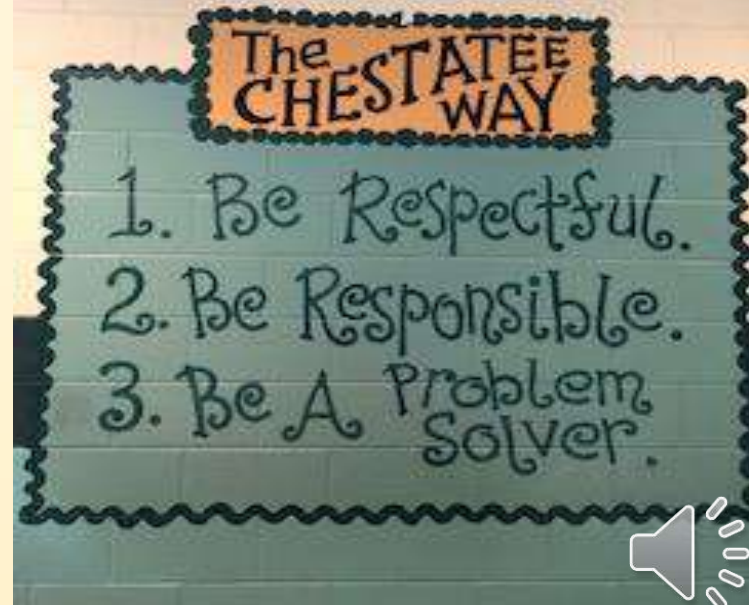 The
CHESTATEE
WAY
1. Be Respectful.
2. Be Responsible.
3. Be A Problem
Solver.